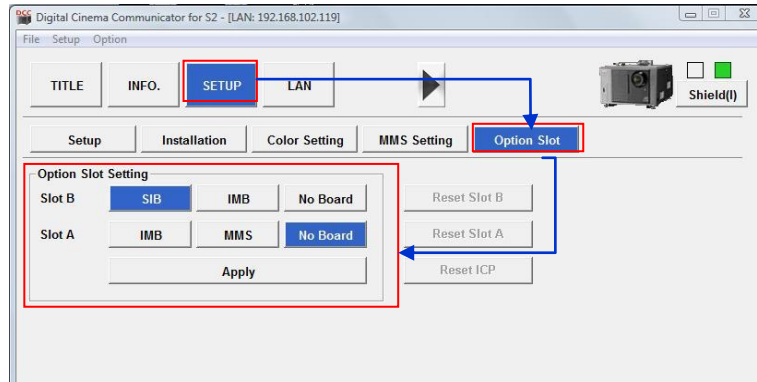 DCC Digital Cinema Communicator for S2 - [LAN: 192.168.102.119]
File Setup Option
TITLE INFO. SETUP LAN Shield(I)
Setup Installation Color Setting MMS Setting Option Slot
Option Slot Setting
Slot B SIB IMB No Board Reset Slot B
Slot A IMB MMS No Board Reset Slot A
Apply Reset ICP